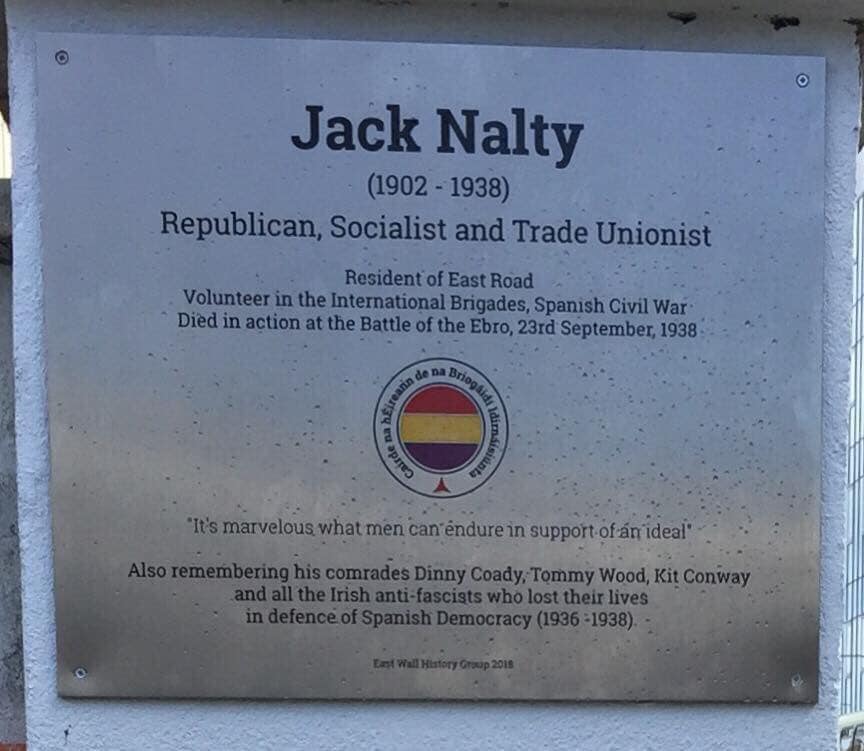 Jack Nalty
(1902 - 1938)
Republican, Socialist and Trade Unionist
Resident of East Road
Volunteer in the International Brigades, Spanish Civil War
Died in action at the Battle of the Ebro, 23rd September, 1938
Cairde na hÉireann de na Briogáidí Idirnáisiúnta
"It's marvelous what men can endure in support of an ideal"
Also remembering his comrades Dinny Coady, Tommy Wood, Kit Conway
and all the Irish anti-fascists who lost their lives
in defence of Spanish Democracy (1936 -1938)
East Wall History Group 2018